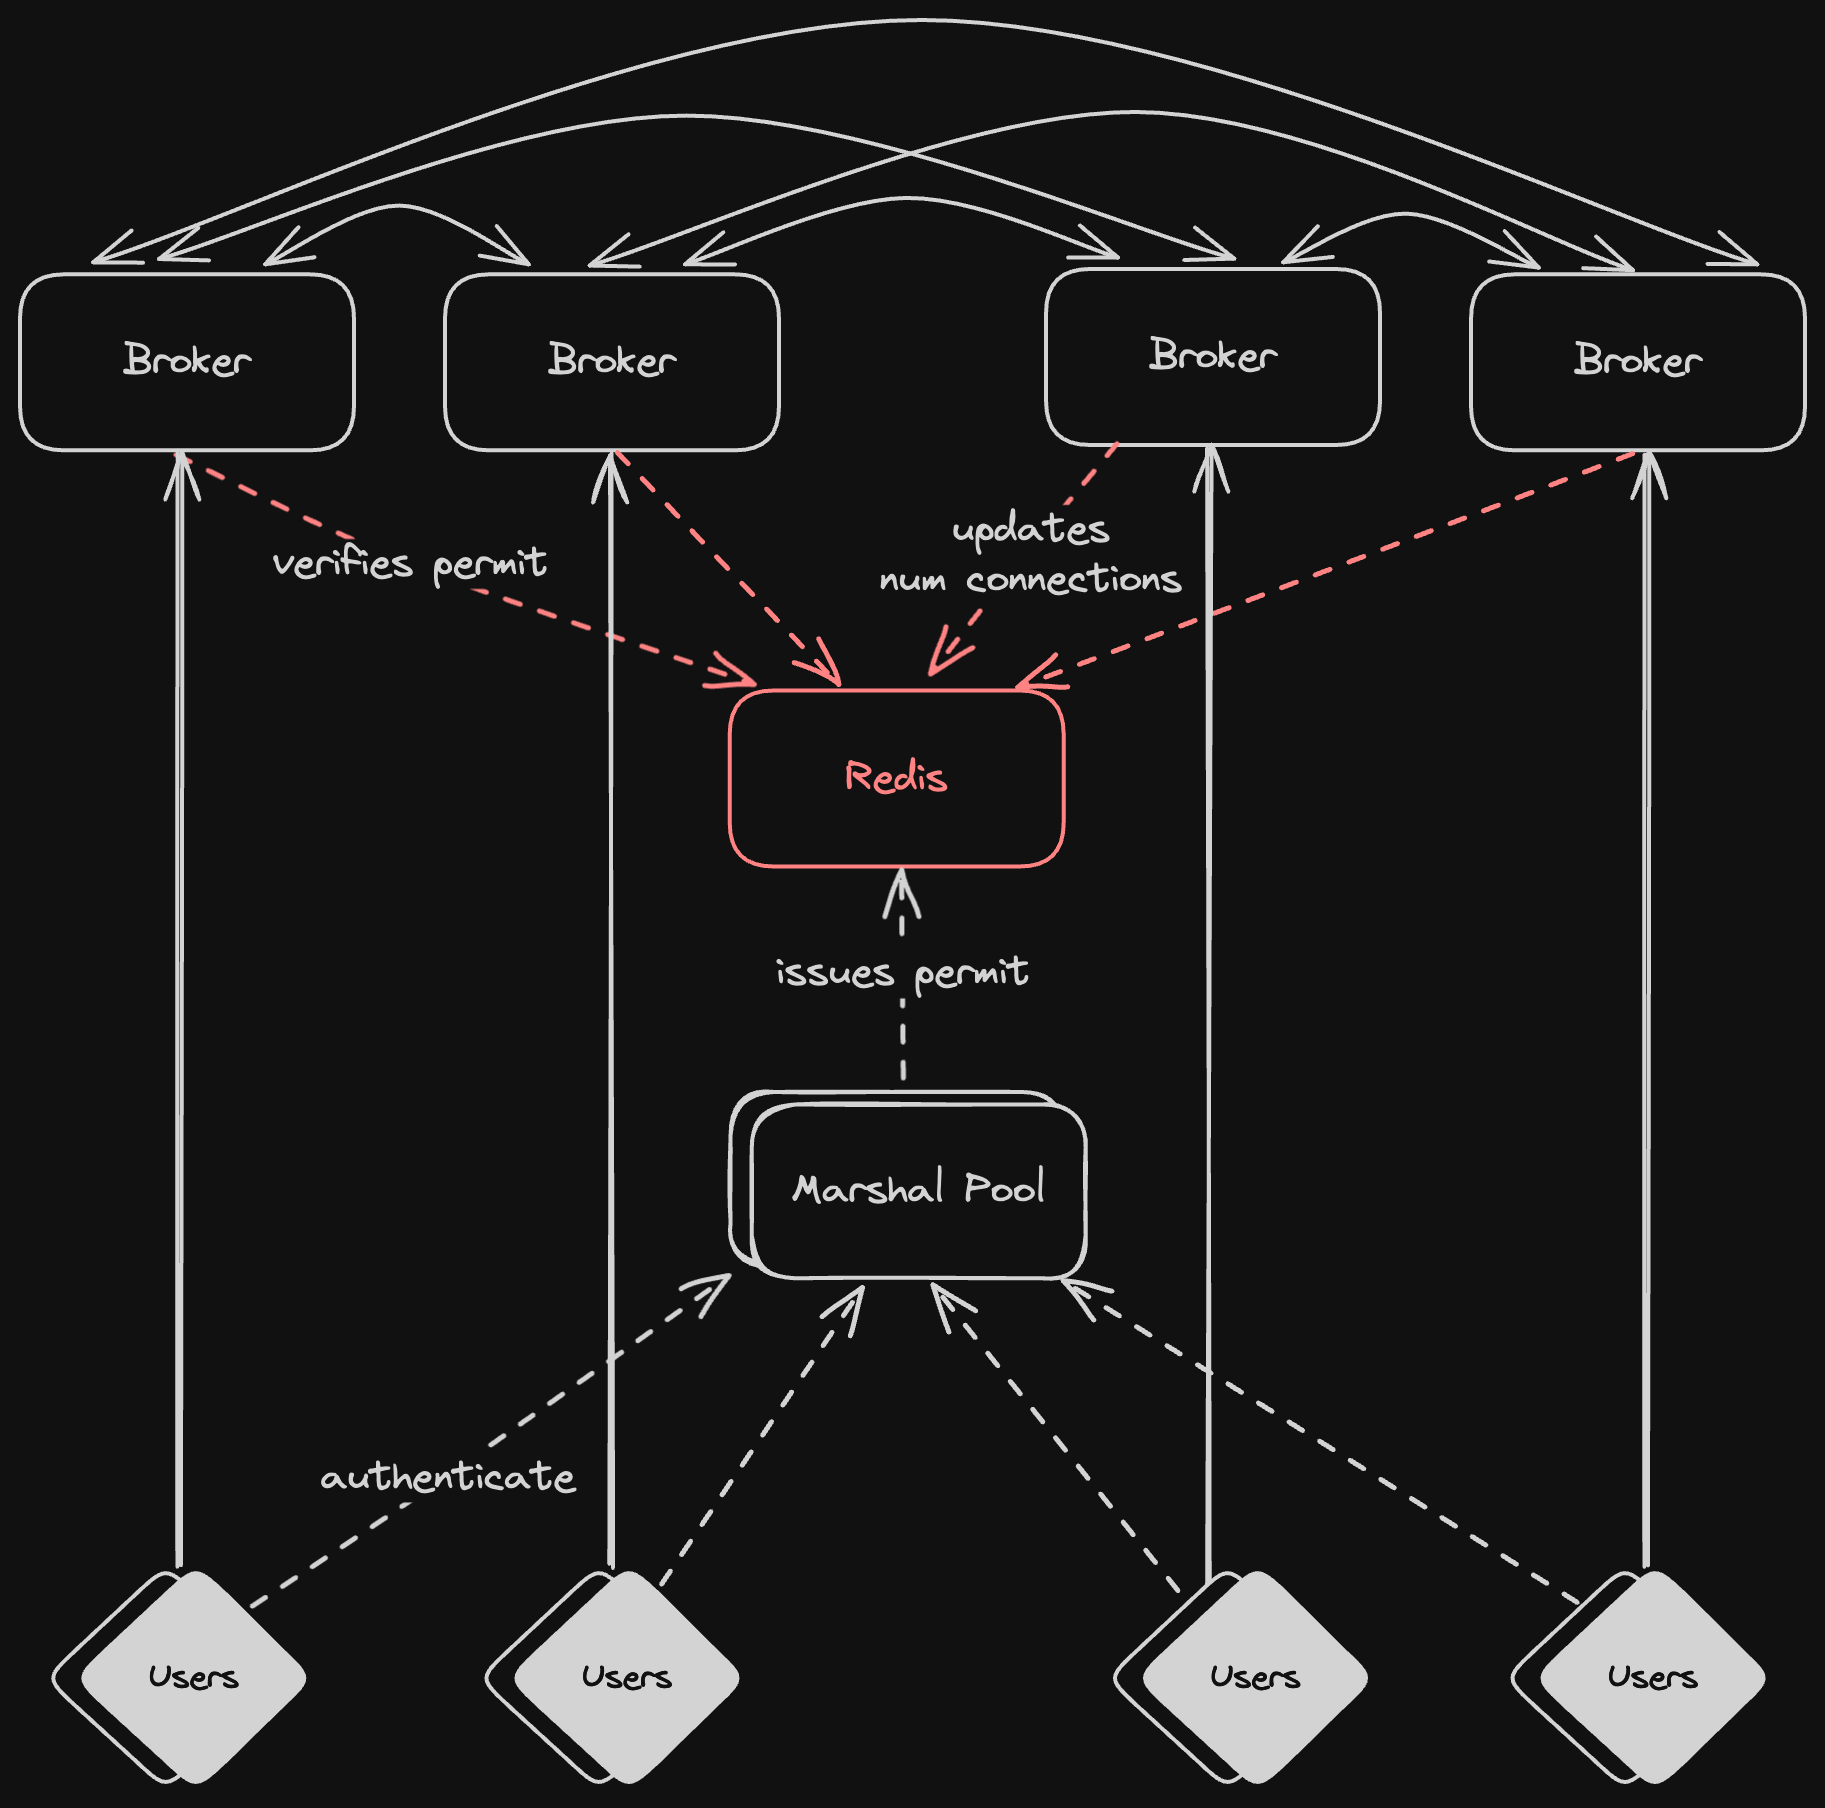 Broker
Broker
Broker
Broker
verifies permit
updates
num connections
Redis
issues permit
Marshal Pool
authenticate
Users
Users
Users
Users